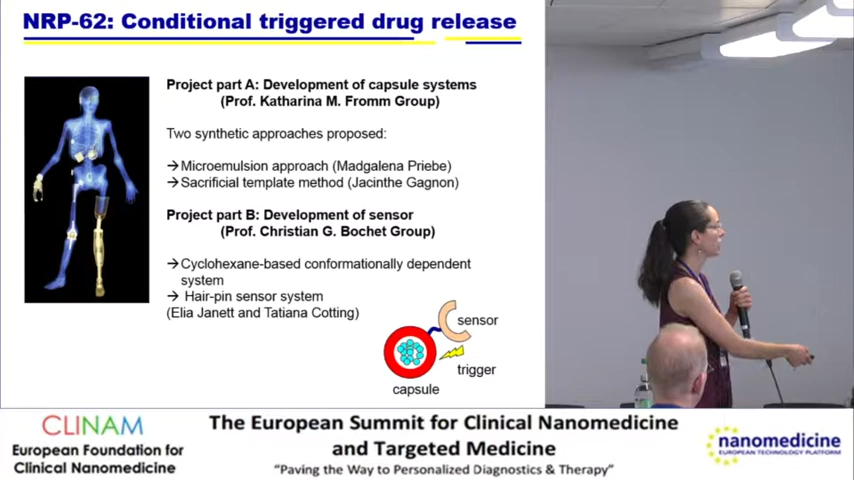 NRP-62: Conditional triggered drug release
Project part A: Development of capsule systems
(Prof. Katharina M. Fromm Group)
Two synthetic approaches proposed:
→Microemulsion approach (Madgalena Priebe)
→Sacrificial template method (Jacinthe Gagnon)
Project part B: Development of sensor
(Prof. Christian G. Bochet Group)
→Cyclohexane-based conformationally dependent
system
→ Hair-pin sensor system
(Elia Janett and Tatiana Cotting)
sensor
trigger
capsule
CLINAM
European Foundation for
Clinical Nanomedicine
The European Summit for Clinical Nanomedicine
and Targeted Medicine
"Paving the Way to Personalized Diagnostics & Therapy"
nanomedicine
EUROPEAN TECHNOLOGY PLATFORM